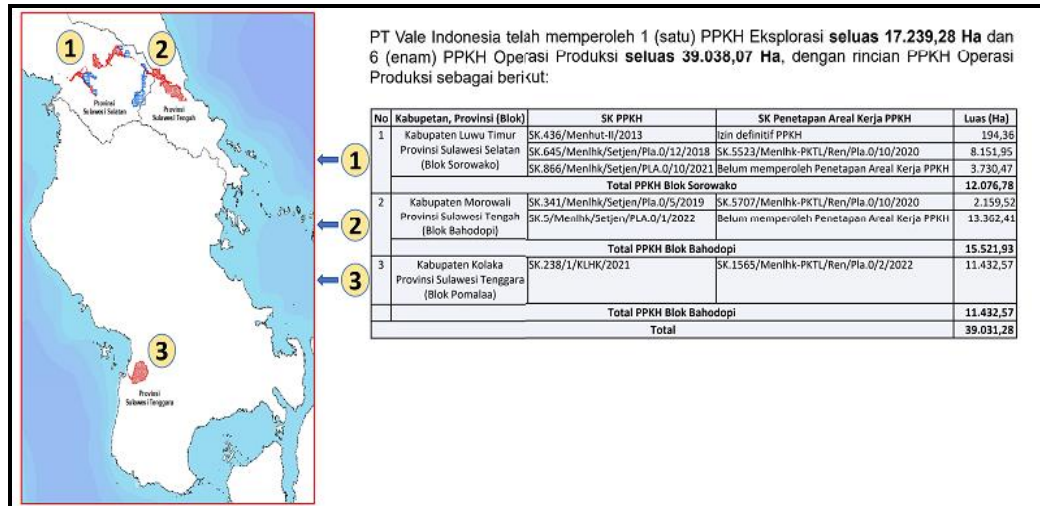 1
2
Provinsi
Sulawesi Selatan
Provinsi
Sulawesi Tengah
3
Provinsi
Sulawesi Tenggara
1
2
3
PT Vale Indonesia telah memperoleh 1 (satu) PPKH Eksplorasi seluas 17.239,28 Ha dan
6 (enam) PPKH Operasi Produksi seluas 39.038,07 Ha, dengan rincian PPKH Operasi
Produksi sebagai berikut:
No Kabupetan, Provinsi (Blok) SK PPKH SK Penetapan Areal Kerja PPKH Luas (Ha)
1 Kabupaten Luwu Timur SK.436/Menhut-II/2013 Izin definitif PPKH 194,36
Provinsi Sulawesi Selatan SK.645/Menlhk/Setjen/Pla.0/12/2018 SK.5523/Menlhk-PKTL/Ren/Pla.0/10/2020 8.151,95
(Blok Sorowako) SK.866/Menlhk/Setjen/PLA.0/10/2021 Belum memperoleh Penetapan Areal Kerja PPKH 3.730,47
Total PPKH Blok Sorowako 12.076,78
2 Kabupaten Morowali SK.341/Menlhk/Setjen/Pla.0/5/2019 SK.5707/Menlhk-PKTL/Ren/Pla.0/10/2020 2.159,52
Provinsi Sulawesi Tengah SK.5/Menlhk/Setjen/PLA.0/1/2022 Belum memperoleh Penetapan Areal Kerja PPKH 13.362,41
(Blok Bahodopi)
Total PPKH Blok Bahodopi 15.521,93
3 Kabupaten Kolaka SK.238/1/KLHK/2021 SK.1565/Menlhk-PKTL/Ren/Pla.0/2/2022 11.432,57
Provinsi Sulawesi Tenggara
(Blok Pomalaa)
Total PPKH Blok Bahodopi 11.432,57
Total 39.031,28